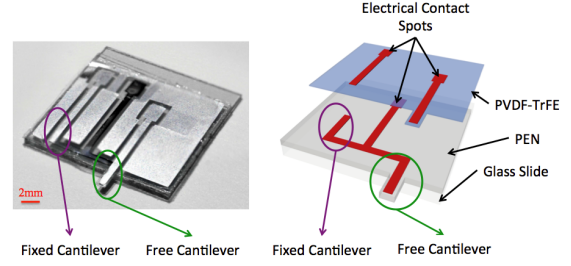 Electrical Contact
Spots
PVDF-TrFE
PEN
Glass Slide
2mm
Fixed Cantilever
Free Cantilever
Fixed Cantilever
Free Cantilever